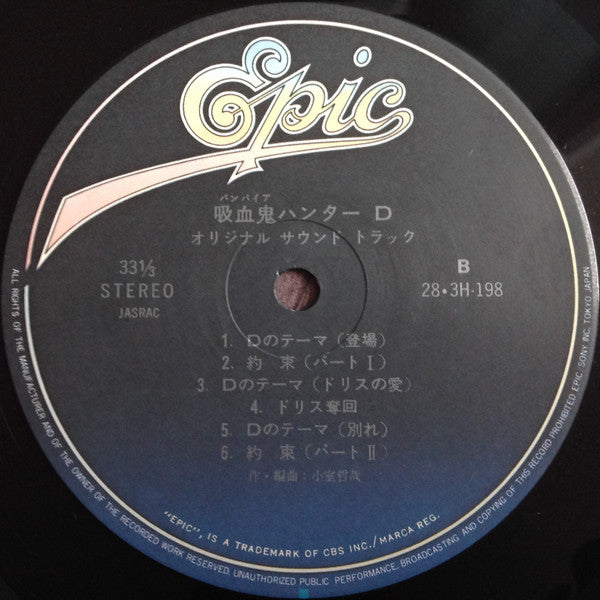 Epic
バンパイア
吸血鬼ハンター D
オリジナル サウンド トラック
33 1/3
STEREO
JASRAC
B
28・3H-198
1. Dのテーマ (登場)
2. 約 束 (パートⅠ)
3. Dのテーマ (ドリスの愛)
4. ドリス奪回
5. Dのテーマ (別れ)
6. 約 束 (パートⅡ)
作・編曲:小室哲哉
"EPIC", IS A TRADEMARK OF CBS INC./MARCA REG.
ALL RIGHTS OF THE MANUFACTURER AND OF THE OWNER OF THE RECORDED WORK RESERVED. UNAUTHORIZED PUBLIC PERFORMANCE, BROADCASTING AND COPYING OF THIS RECORD PROHIBITED EPIC SONY INC. TOKYO JAPAN